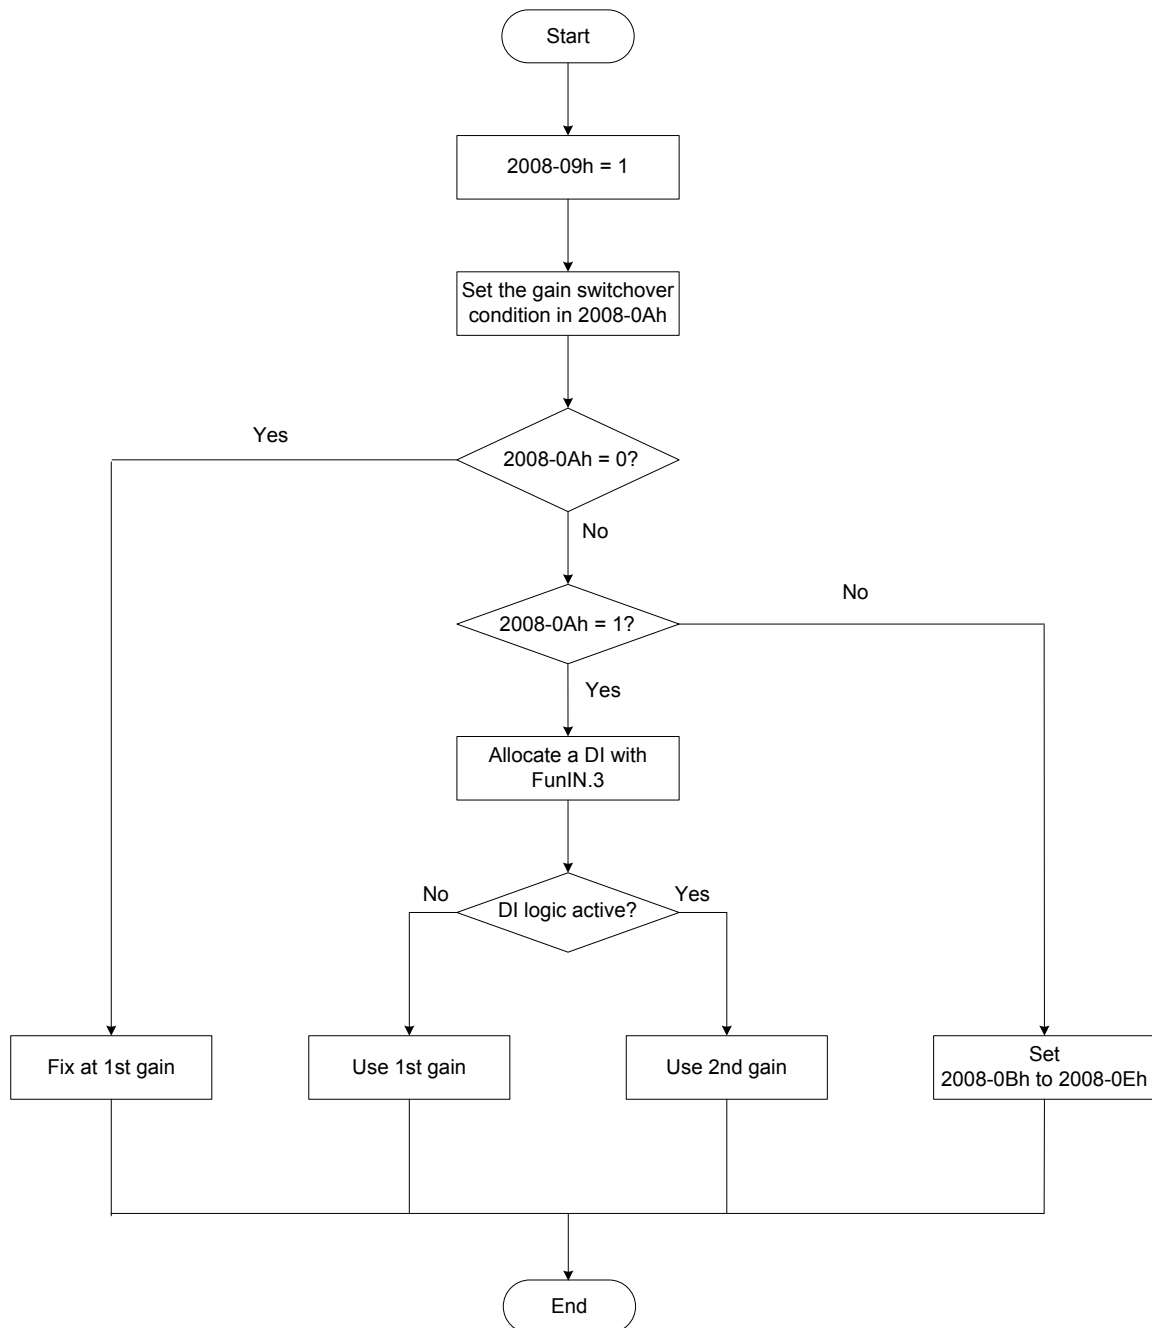 Start
2008-09h = 1
Set the gain switchover
condition in 2008-0Ah
Yes
2008-0Ah = 0?
No
No
2008-0Ah = 1?
Yes
Allocate a DI with
FunIN.3
No
Yes
DI logic active?
Fix at 1st gain
Use 1st gain
Use 2nd gain
Set
2008-0Bh to 2008-0Eh
End